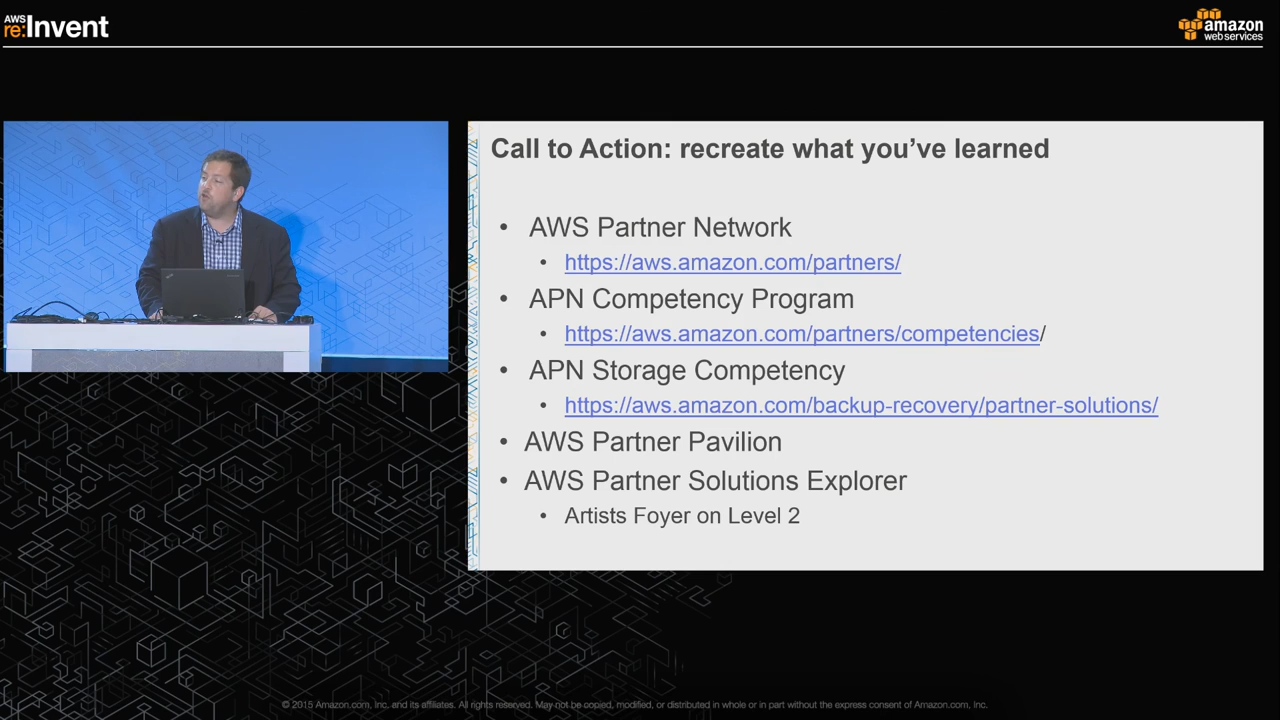 AWS
re:Invent
amazon
web services
Call to Action: recreate what you’ve learned
• AWS Partner Network
• https://aws.amazon.com/partners/
• APN Competency Program
• https://aws.amazon.com/partners/competencies/
• APN Storage Competency
• https://aws.amazon.com/backup-recovery/partner-solutions/
• AWS Partner Pavilion
• AWS Partner Solutions Explorer
• Artists Foyer on Level 2
© 2015 Amazon.com, Inc. and its affiliates. All rights reserved. May not be copied, modified, or distributed in whole or in part without the express consent of Amazon.com, Inc.